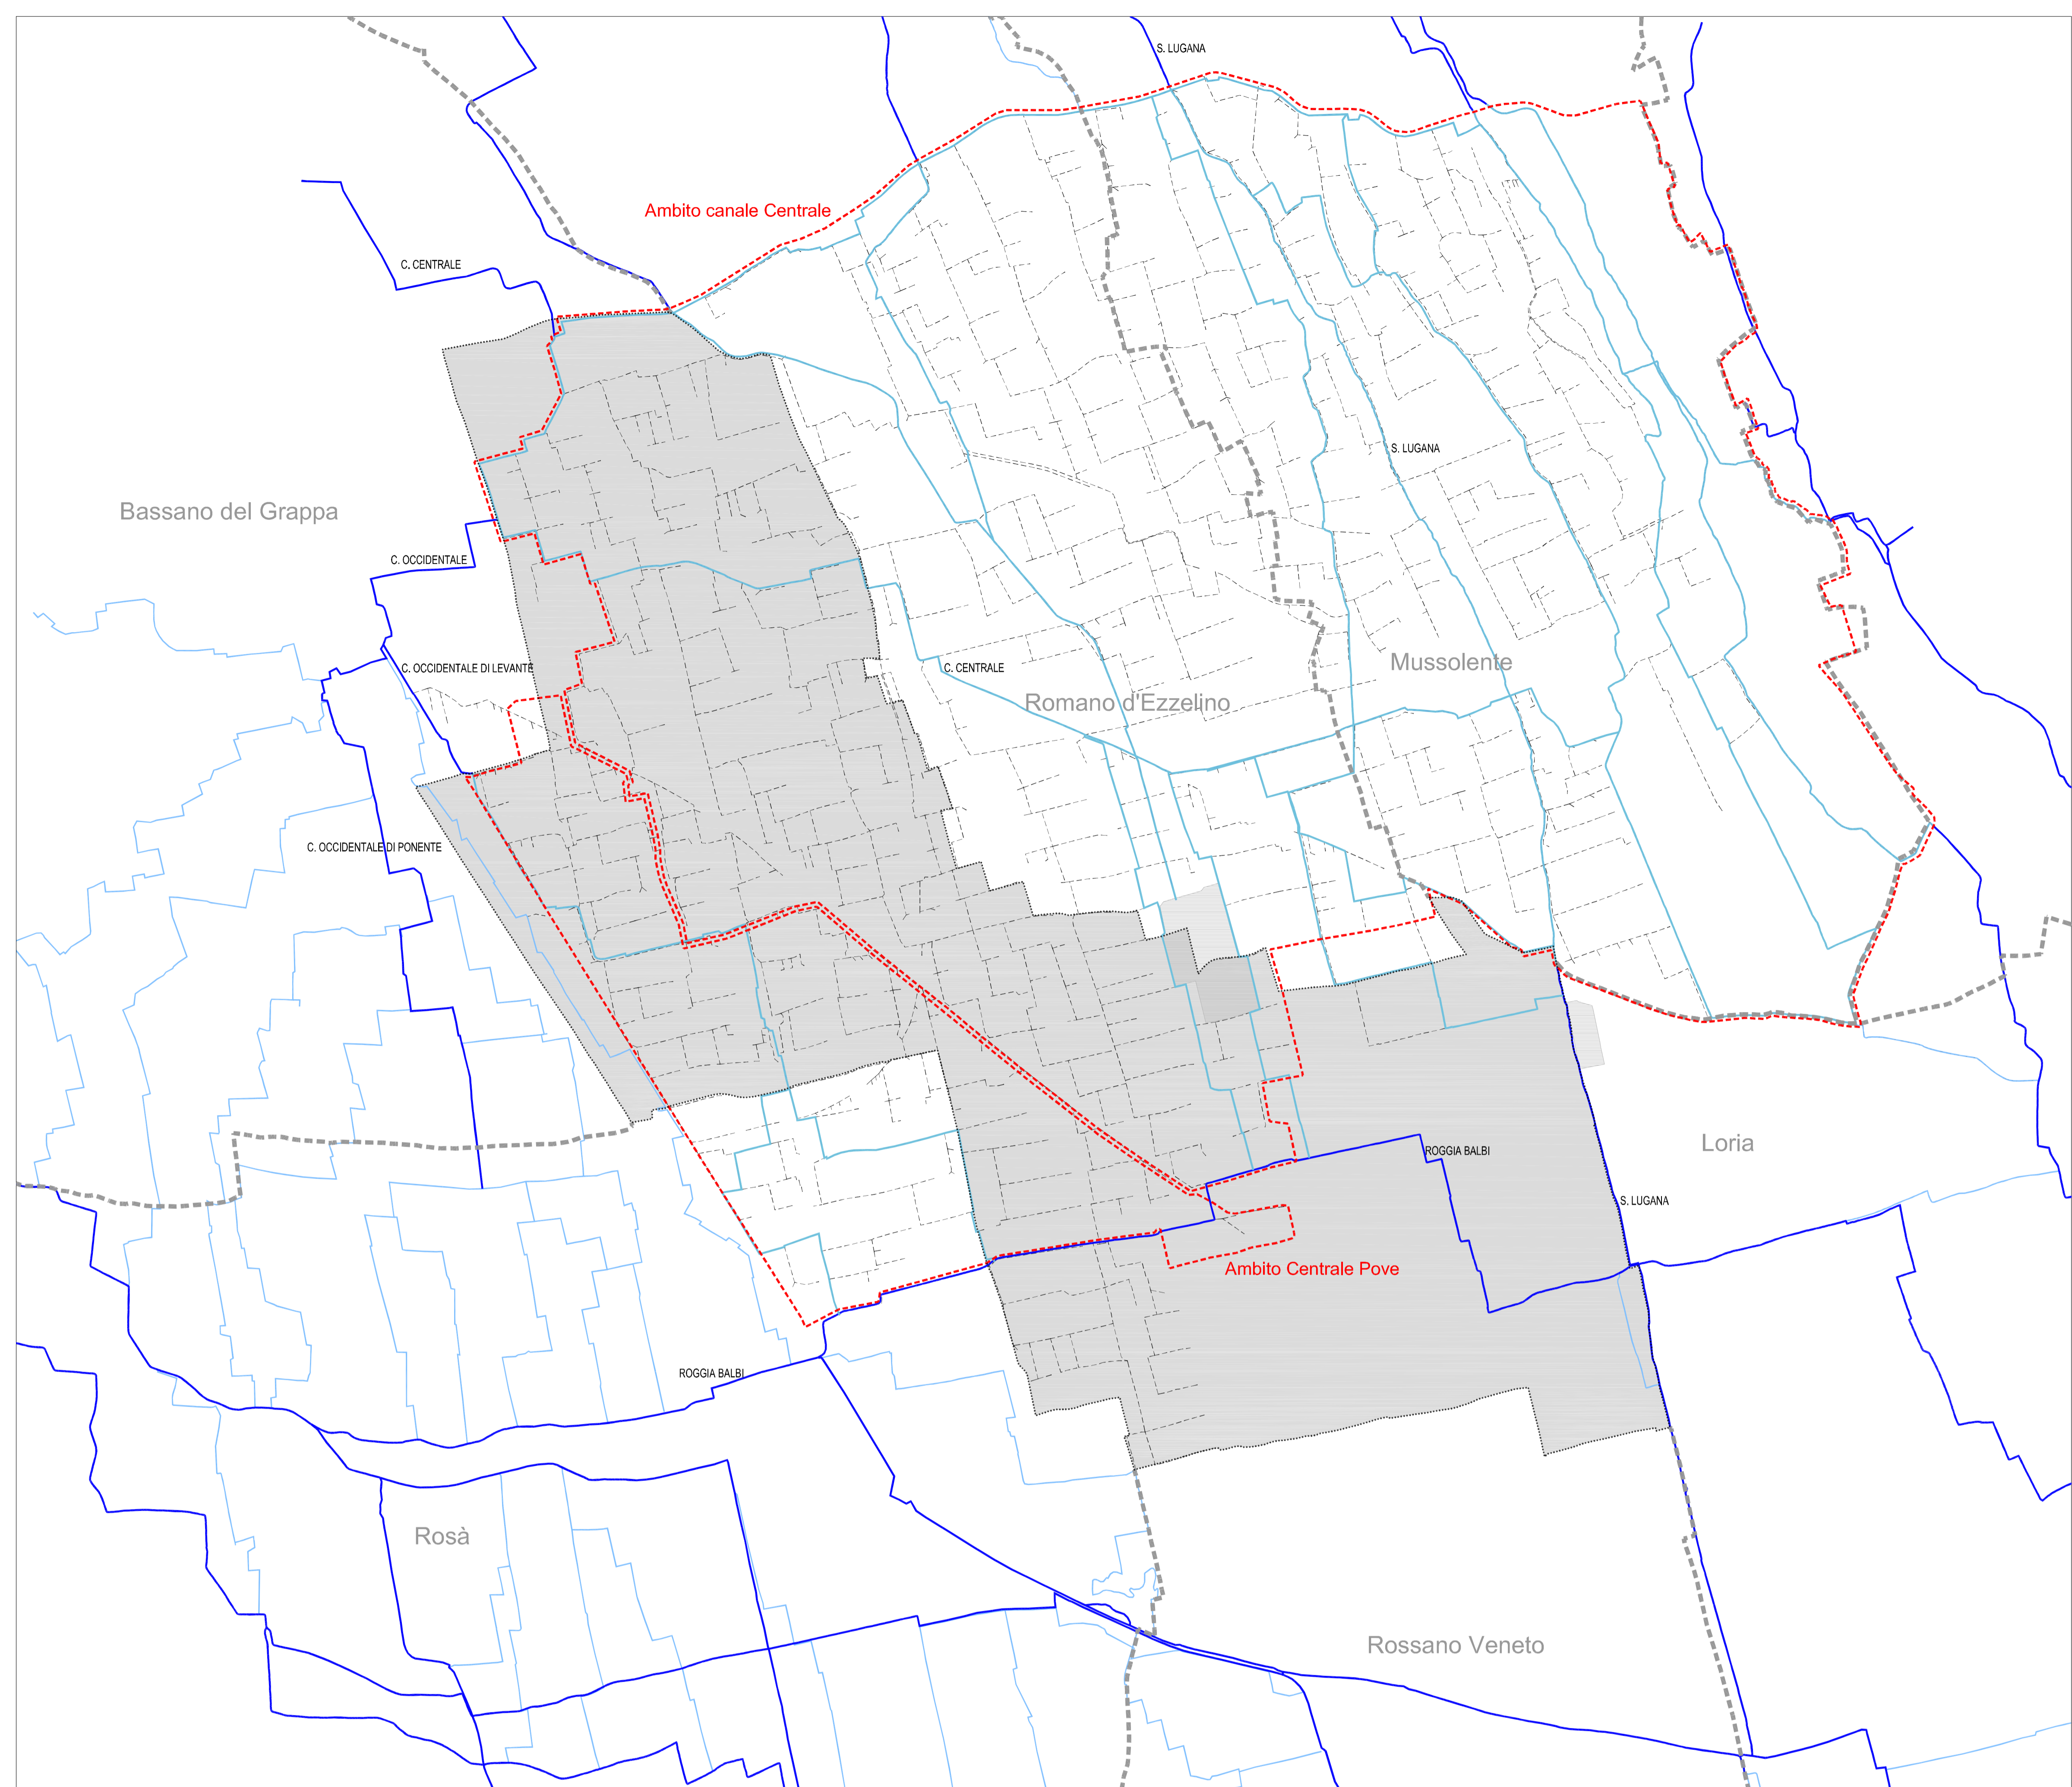 S. LUGANA
Ambito canale Centrale
C. CENTRALE
S. LUGANA
Bassano del Grappa
C. OCCIDENTALE
C. OCCIDENTALE DI LEVANTE
C. CENTRALE
Mussolente
Romano d'Ezzelino
C. OCCIDENTALE DI PONENTE
ROGGIA BALBI
Loria
S. LUGANA
Ambito Centrale Pove
ROGGIA BALBI
Rosà
Rossano Veneto